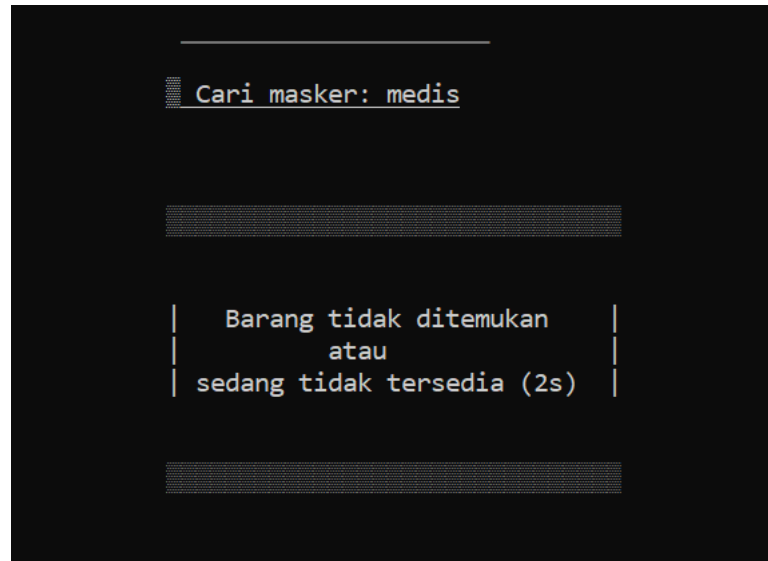 Cari masker: medis
Barang tidak ditemukan
atau
sedang tidak tersedia (2s)